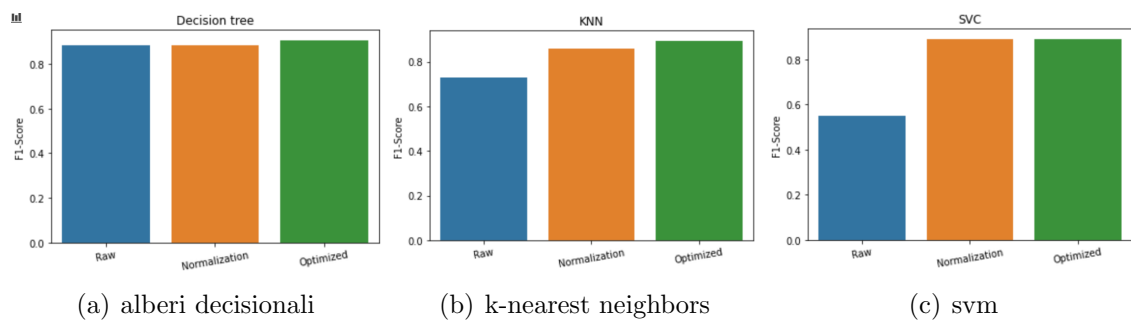 Decision tree
F1-Score
0.8
0.6
0.4
0.2
0.0
Raw
Normalization
Optimized
(a) alberi decisionali
KNN
F1-Score
0.8
0.6
0.4
0.2
0.0
Raw
Normalization
Optimized
(b) k-nearest neighbors
SVC
F1-Score
0.8
0.6
0.4
0.2
0.0
Raw
Normalization
Optimized
(c) svm